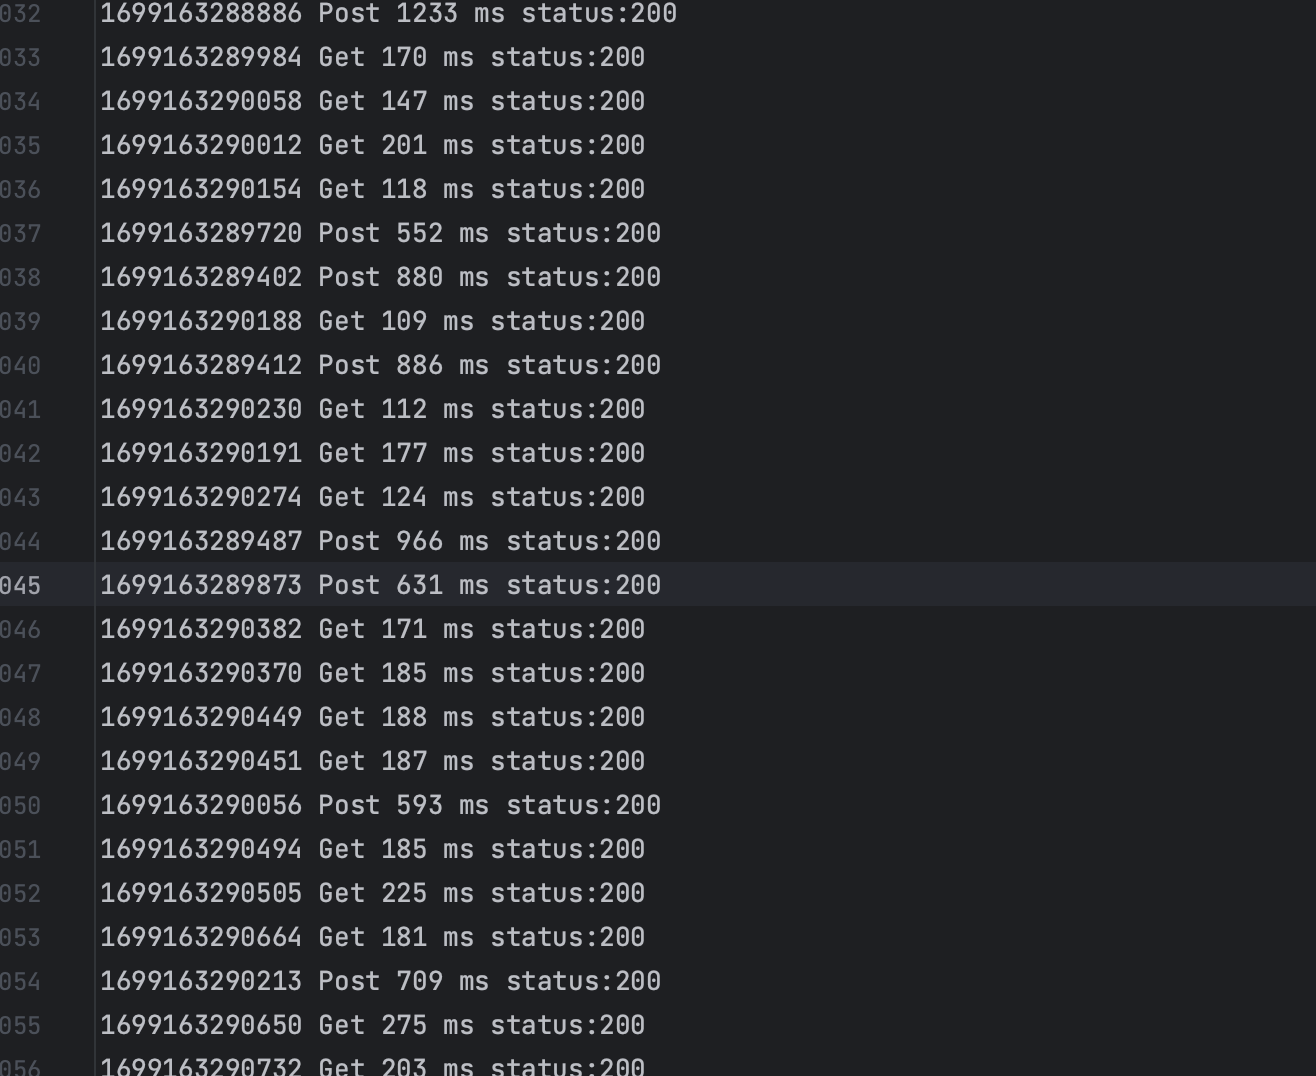 032 1699163288886 Post 1233 ms status:200
033 1699163289984 Get 170 ms status:200
034 1699163290058 Get 147 ms status:200
035 1699163290012 Get 201 ms status:200
036 1699163290154 Get 118 ms status:200
037 1699163289720 Post 552 ms status:200
038 1699163289402 Post 880 ms status:200
039 1699163290188 Get 109 ms status:200
040 1699163289412 Post 886 ms status:200
041 1699163290230 Get 112 ms status:200
042 1699163290191 Get 177 ms status:200
043 1699163290274 Get 124 ms status:200
044 1699163289487 Post 966 ms status:200
045 1699163289873 Post 631 ms status:200
046 1699163290382 Get 171 ms status:200
047 1699163290370 Get 185 ms status:200
048 1699163290449 Get 188 ms status:200
049 1699163290451 Get 187 ms status:200
050 1699163290056 Post 593 ms status:200
051 1699163290494 Get 185 ms status:200
052 1699163290505 Get 225 ms status:200
053 1699163290664 Get 181 ms status:200
054 1699163290213 Post 709 ms status:200
055 1699163290650 Get 275 ms status:200
056 1699163290732 Get 203 ms status:200